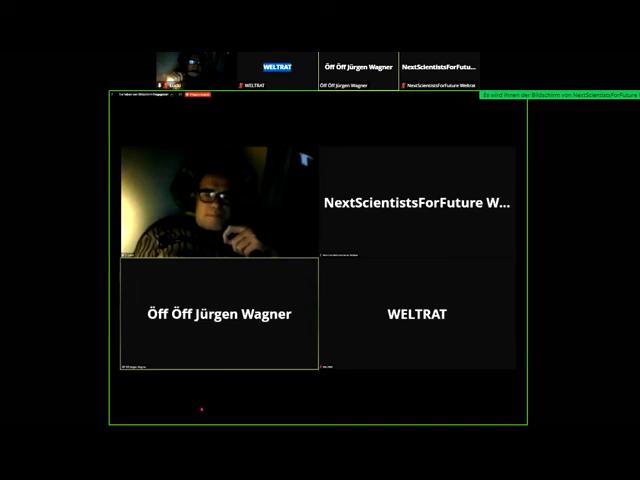 WELTRAT
Öff Öff Jürgen Wagner
NextScientistsForFutu...
WELTRAT
Öff Öff Jürgen Wagner
NextScientistsForFuture Weltrat
Es wird Ihnen der Bildschirm von NextScientistsForFuture
NextScientistsForFuture W...
Öff Öff Jürgen Wagner
WELTRAT